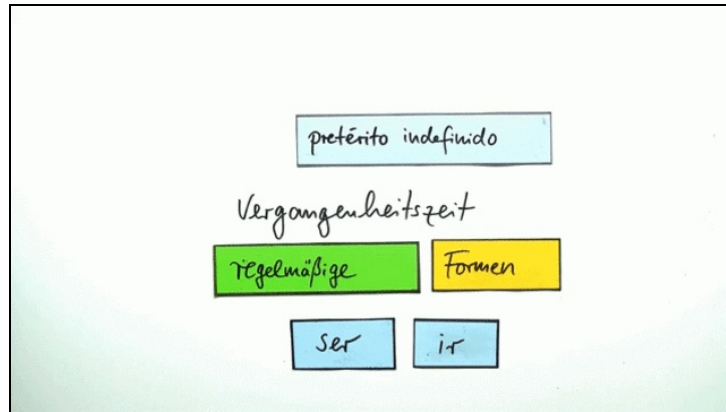 pretérito indefinido
Vergangenheitszeit
regelmäßige Formen
ser ir